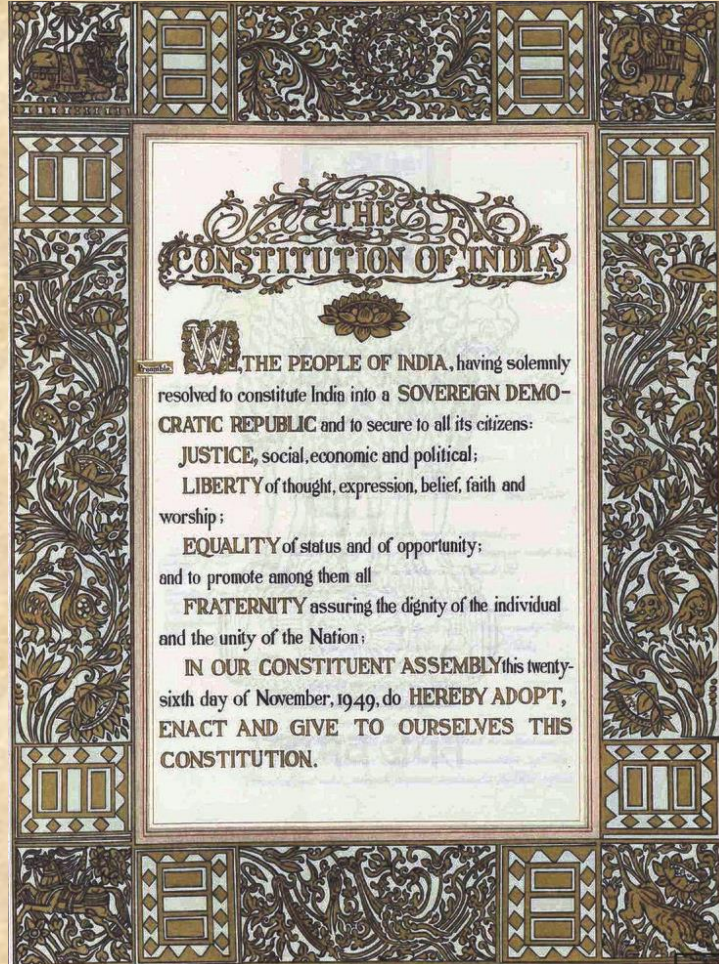 THE
CONSTITUTION OF INDIA
Preamble
WE, THE PEOPLE OF INDIA, having solemnly
resolved to constitute India into a SOVEREIGN DEMO-
CRATIC REPUBLIC and to secure to all its citizens:
JUSTICE, social, economic and political;
LIBERTY of thought, expression, belief, faith and
worship;
EQUALITY of status and of opportunity;
and to promote among them all
FRATERNITY assuring the dignity of the individual
and the unity of the Nation;
IN OUR CONSTITUENT ASSEMBLY this twenty-
sixth day of November, 1949, do HEREBY ADOPT,
ENACT AND GIVE TO OURSELVES THIS
CONSTITUTION.